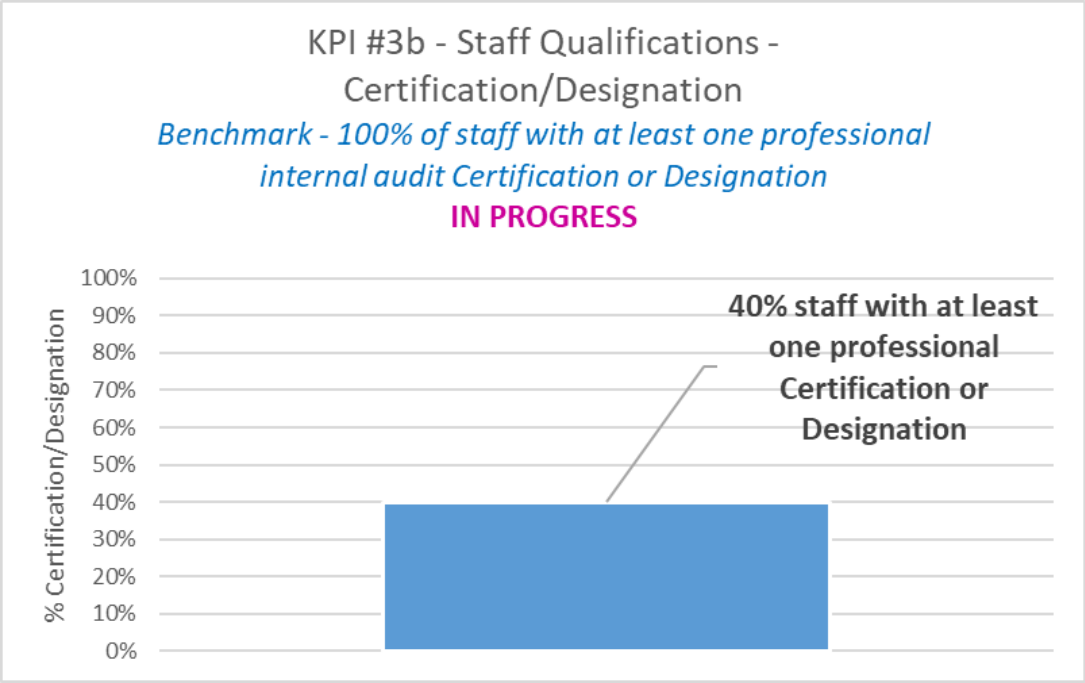 KPI #3b - Staff Qualifications -
Certification/Designation
Benchmark - 100% of staff with at least one professional
internal audit Certification or Designation
IN PROGRESS
% Certification/Designation
100%
90%
80%
70%
60%
50%
40%
30%
20%
10%
0%
40% staff with at least
one professional
Certification or
Designation